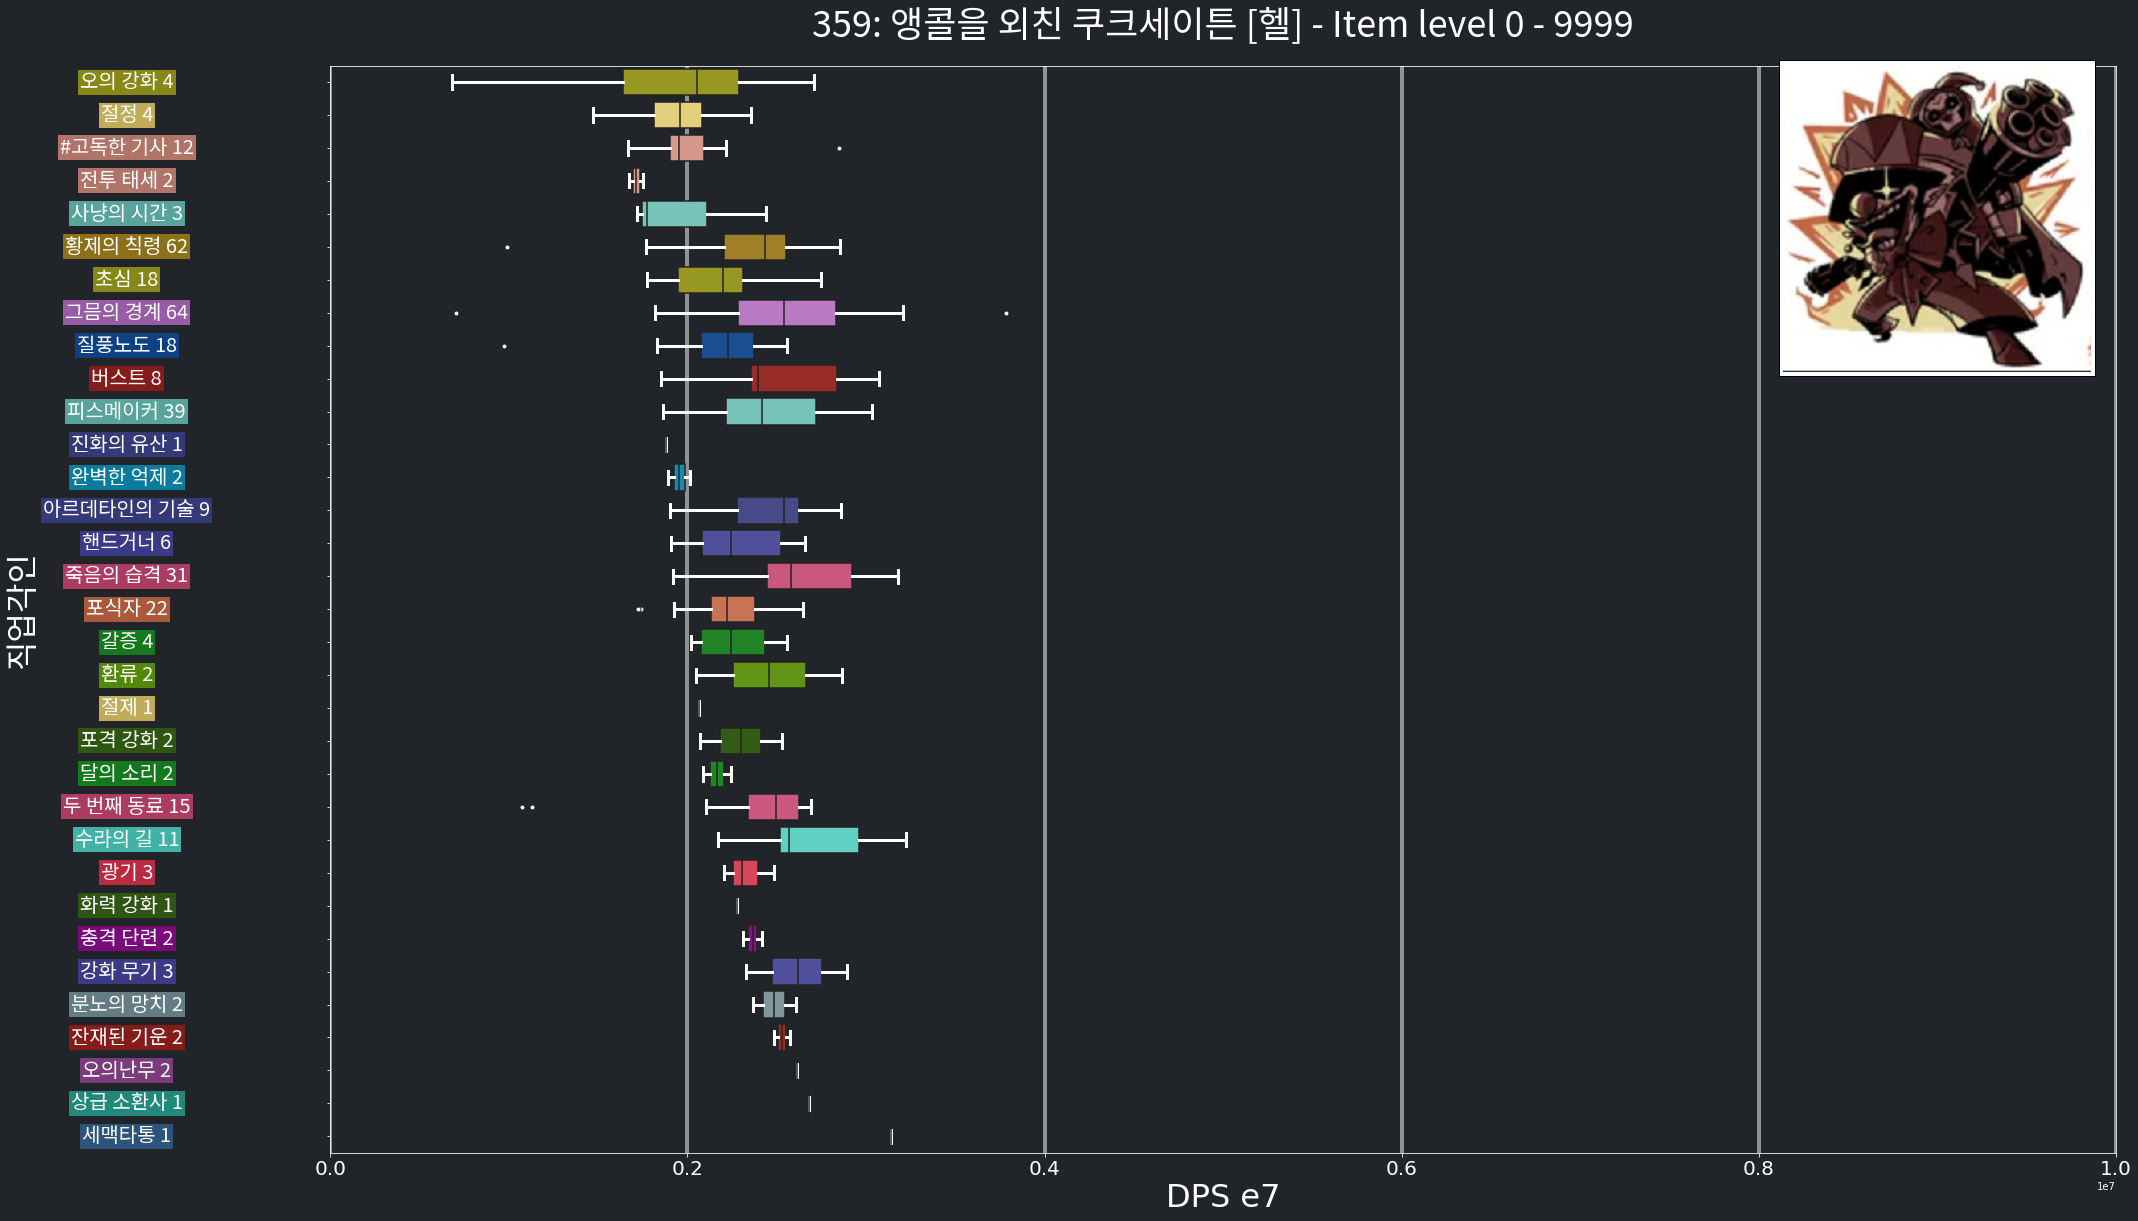 359: 앵콜을 외친 쿠크세이튼 [헬] - Item level 0 - 9999
오의 강화 4
절정 4
#고독한 기사 12
전투 태세 2
사냥의 시간 3
황제의 칙령 62
초심 18
그믐의 경계 64
질풍노도 18
버스트 8
피스메이커 39
진화의 유산 1
완벽한 억제 2
아르데타인의 기술 9
핸드거너 6
죽음의 습격 31
포식자 22
갈증 4
환류 2
절제 1
포격 강화 2
달의 소리 2
두 번째 동료 15
수라의 길 11
광기 3
화력 강화 1
충격 단련 2
강화 무기 3
분노의 망치 2
잔재된 기운 2
오의난무 2
상급 소환사 1
세맥타통 1
직업각인
0.0 0.2 0.4 0.6 0.8 1.0
1e7
DPS e7